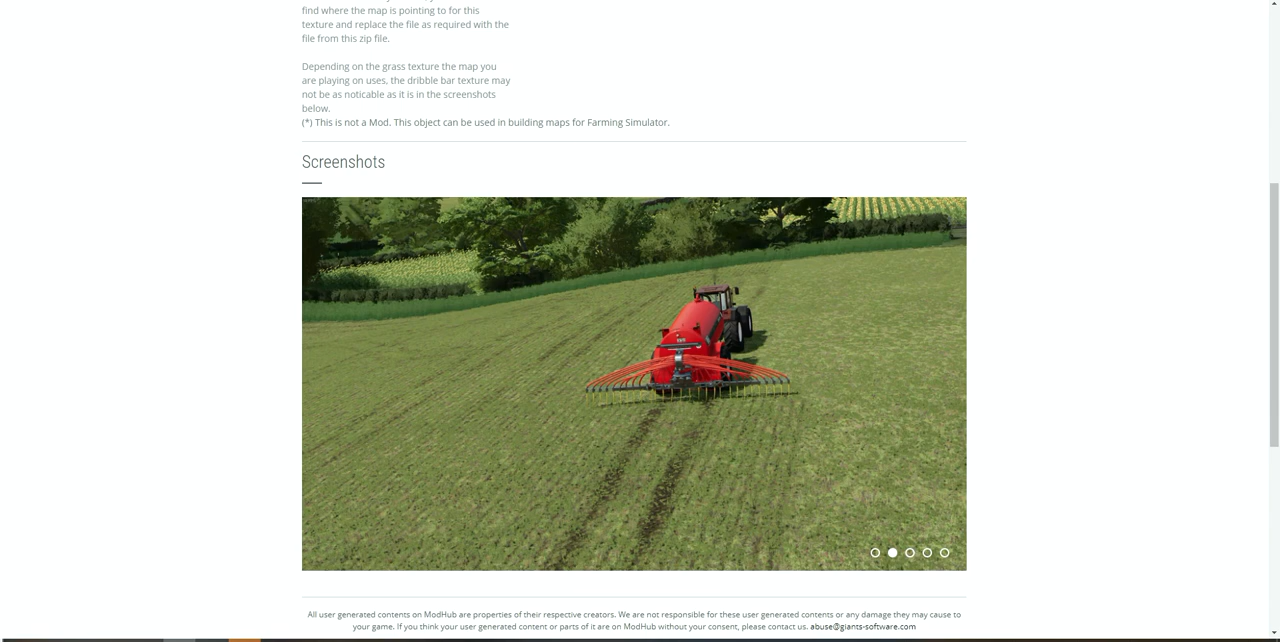 find where the map is pointing to for this
texture and replace the file as required with the
file from this zip file.
Depending on the grass texture the map you
are playing on uses, the dribble bar texture may
not be as noticable as it is in the screenshots
below.
(*) This is not a Mod. This object can be used in building maps for Farming Simulator.
Screenshots
All user generated contents on ModHub are properties of their respective creators. We are not responsible for these user generated contents or any damage they may cause to
your game. If you think your user generated content or parts of it are on ModHub without your consent, please contact us. abuse@giants-software.com